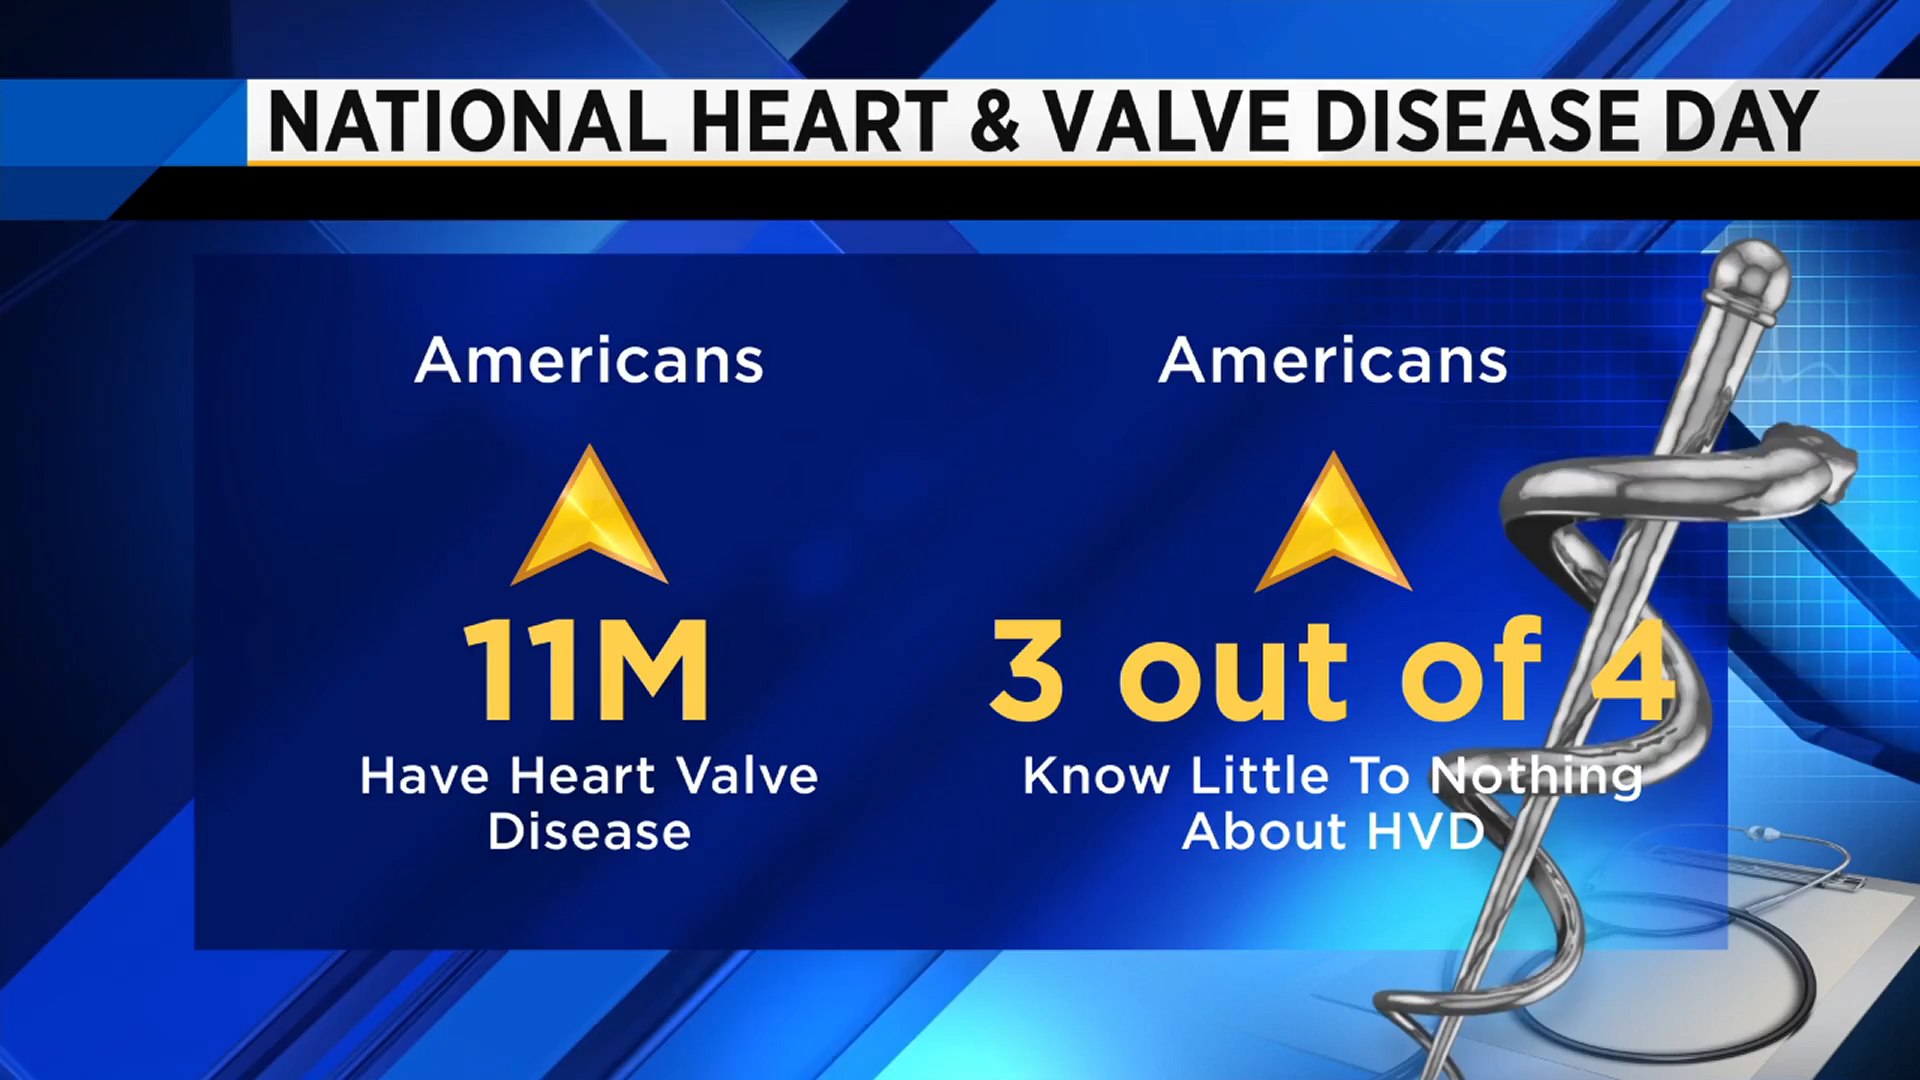 NATIONAL HEART & VALVE DISEASE DAY
Americans
11M
Have Heart Valve
Disease
Americans
3 out of 4
Know Little To Nothing
About HVD